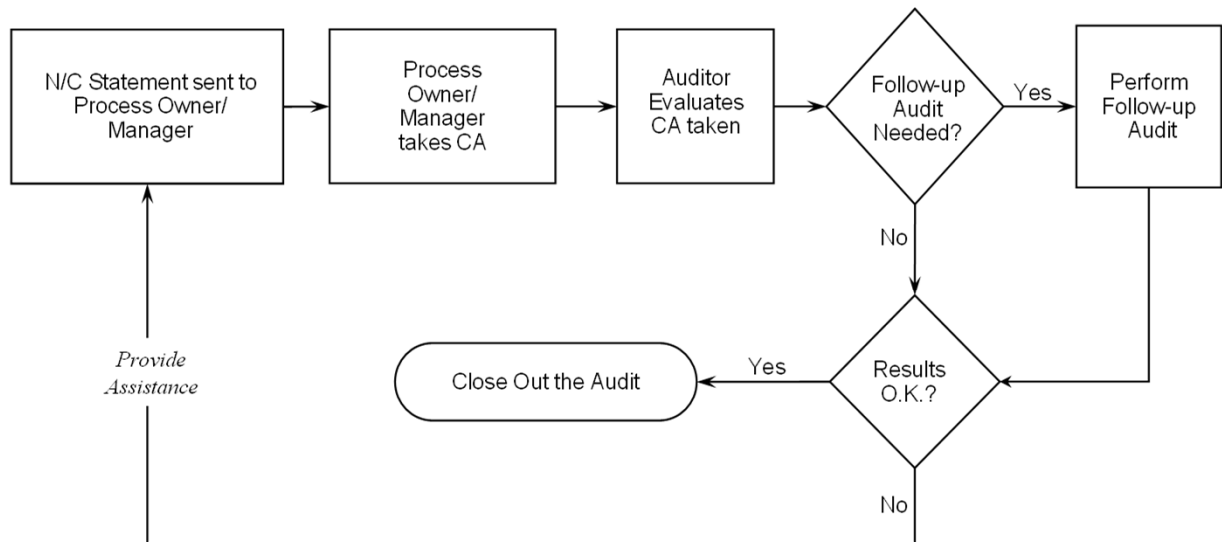 N/C Statement sent to
Process Owner/
Manager
Process
Owner/
Manager
takes CA
Auditor
Evaluates
CA taken
Follow-up
Audit
Needed?
Yes
Perform
Follow-up
Audit
No
Provide
Assistance
Close Out the Audit
Yes
Results
O.K.?
No